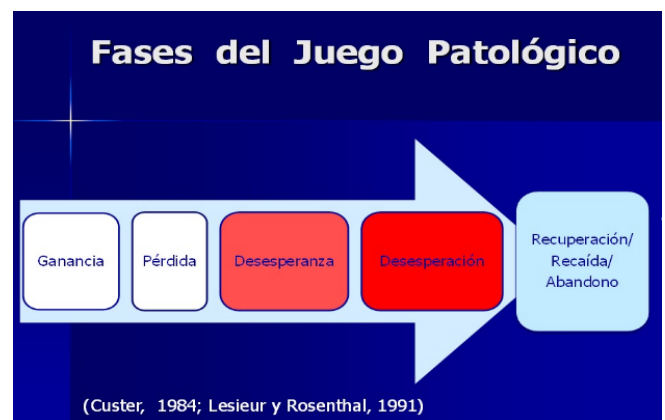 Fases del Juego Patológico
Ganancia
Pérdida
Desesperanza
Desesperación
Recuperación/
Recaída/
Abandono
(Custer, 1984; Lesieur y Rosenthal, 1991)